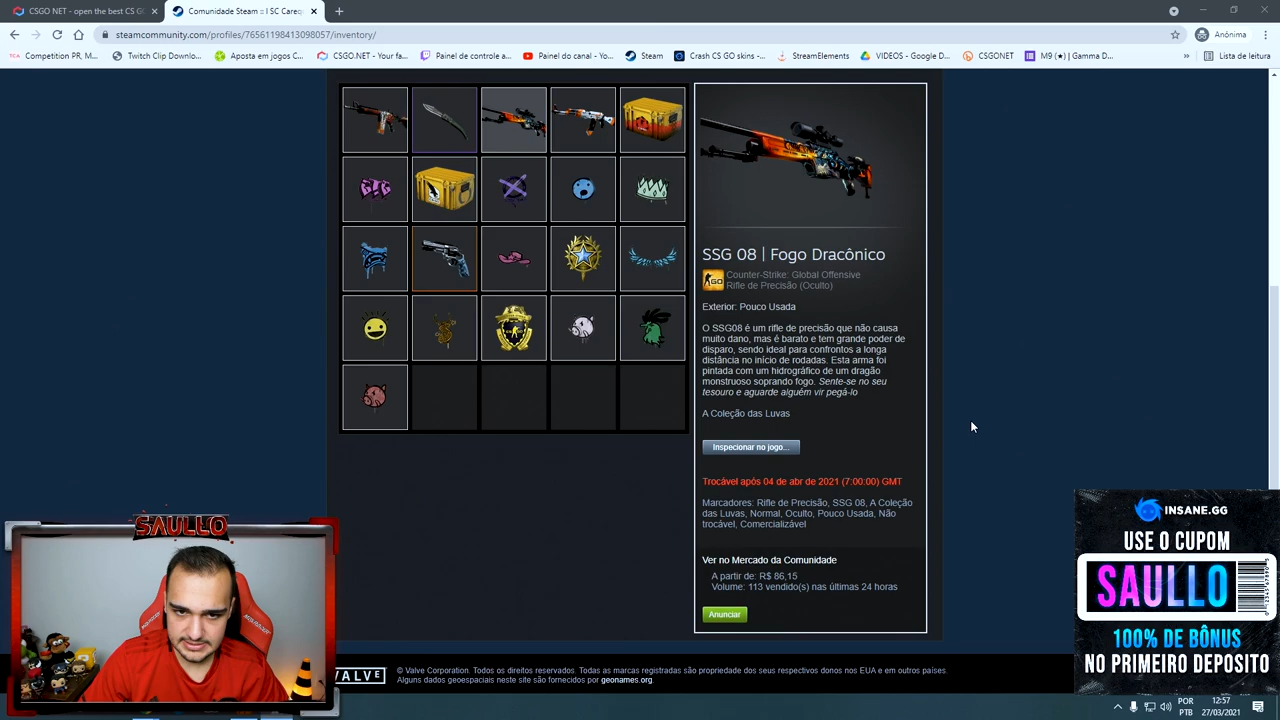 CSGO NET - open the best CS G
Comunidade Steam :: I SC Careq
steamcommunity.com/profiles/76561198413098057/inventory/
Anônima
Competition PR, M...
Twitch Clip Downlo...
Aposta em jogos C...
CSGO.NET - Your fa...
Painel de controle a...
Painel do canal - Yo...
Steam
Crash CS GO skins -...
StreamElements
VIDEOS - Google D...
CSGONET
M9 (★) | Gamma D...
»
Lista de leitura
SSG 08 | Fogo Dracônico
Counter-Strike: Global Offensive
Rifle de Precisão (Oculto)
Exterior: Pouco Usada
O SSG08 é um rifle de precisão que não causa
muito dano, mas é barato e tem grande poder de
disparo, sendo ideal para confrontos a longa
distância no início de rodadas. Esta arma foi
pintada com um hidrográfico de um dragão
monstruoso soprando fogo. Sente-se no seu
tesouro e aguarde alguém vir pegá-lo
A Coleção das Luvas
Inspecionar no jogo...
Trocável após 04 de abr de 2021 (7:00:00) GMT
Marcadores: Rifle de Precisão, SSG 08, A Coleção
das Luvas, Normal, Oculto, Pouco Usada, Não
trocável, Comercializável
Ver no Mercado da Comunidade
A partir de: R$ 86,15
Volume: 113 vendido(s) nas últimas 24 horas
Anunciar
VALVE
© Valve Corporation. Todos os direitos reservados. Todas as marcas registradas são propriedade dos seus respectivos donos nos EUA e em outros países.
Alguns dados geoespaciais neste site são fornecidos por geonames.org.
SAULLO
INSANE.GG
USE O CUPOM
SAULLO
100% DE BÔNUS
NO PRIMEIRO DEPOSITO
POR
PTB
12:57
27/03/2021